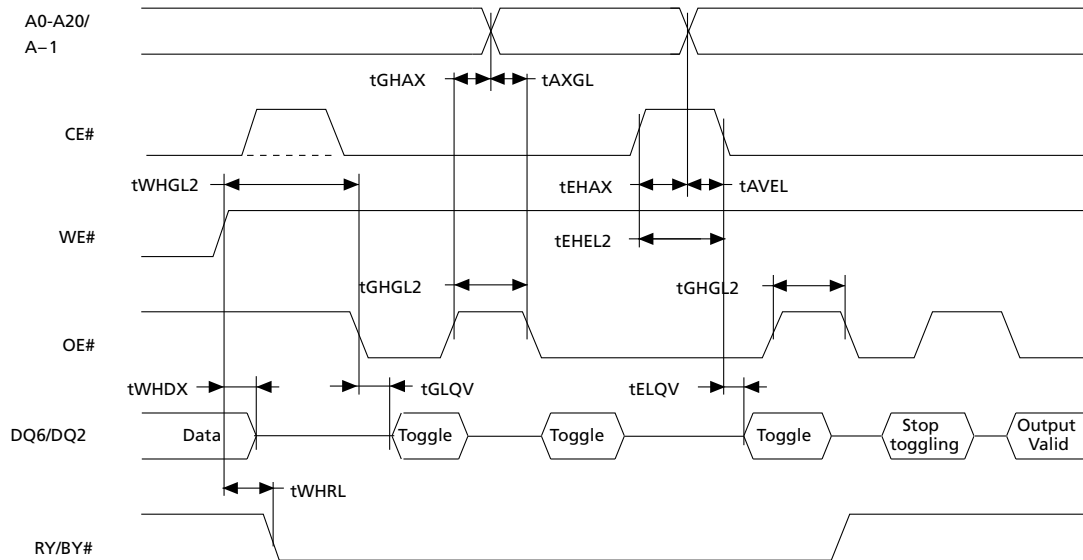 A0-A20/
A–1
tGHAX
tAXGL
CE#
tWHGL2
tEHAX
tAVEL
WE#
tEHEL2
tGHGL2
tGHGL2
OE#
tWHDX
tGLQV
tELQV
DQ6/DQ2
Data
Toggle
Toggle
Toggle
Stop
toggling
Output
Valid
tWHRL
RY/BY#